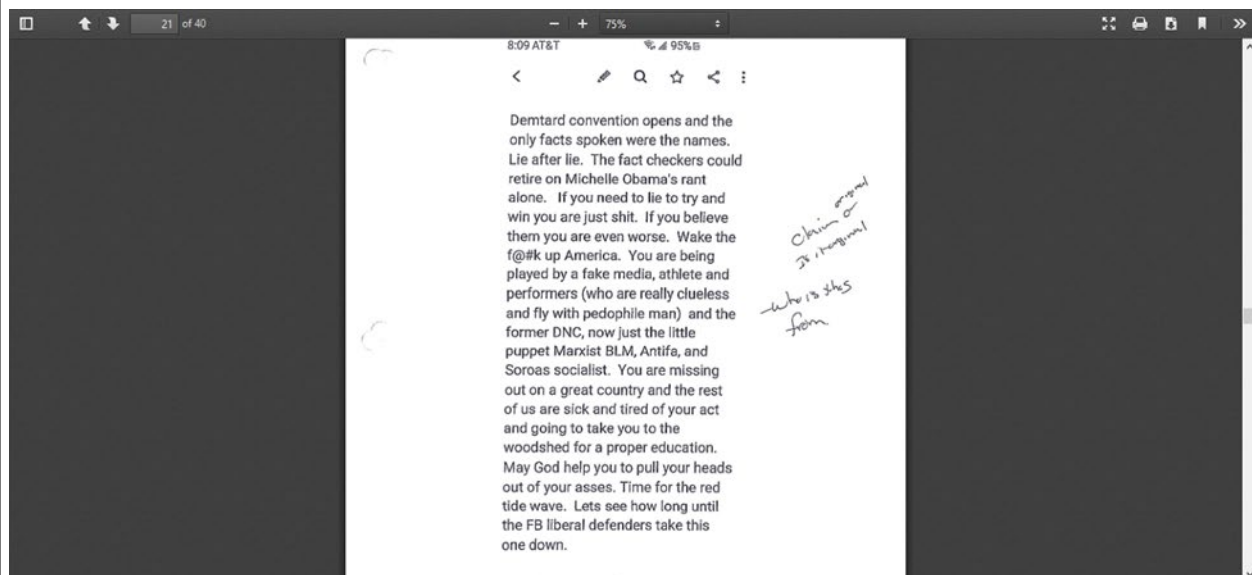 21 of 40
75%
8:09 AT&T
95%
Demtard convention opens and the
only facts spoken were the names.
Lie after lie. The fact checkers could
retire on Michelle Obama's rant
alone. If you need to lie to try and
win you are just shit. If you believe
them you are even worse. Wake the
f@#k up America. You are being
played by a fake media, athlete and
performers (who are really clueless
and fly with pedophile man) and the
former DNC, now just the little
puppet Marxist BLM, Antifa, and
Soroas socialist. You are missing
out on a great country and the rest
of us are sick and tired of your act
and going to take you to the
woodshed for a proper education.
May God help you to pull your heads
out of your asses. Time for the red
tide wave. Lets see how long until
the FB liberal defenders take this
one down.
original
-who is this
from